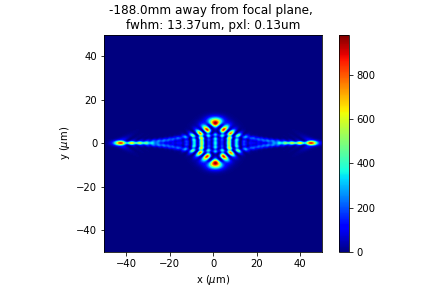 -188.0mm away from focal plane,
fwhm: 13.37um, pxl: 0.13um
40
20
0
−20
−40
y (μm)
−40 −20 0 20 40
x (μm)
800
600
400
200
0